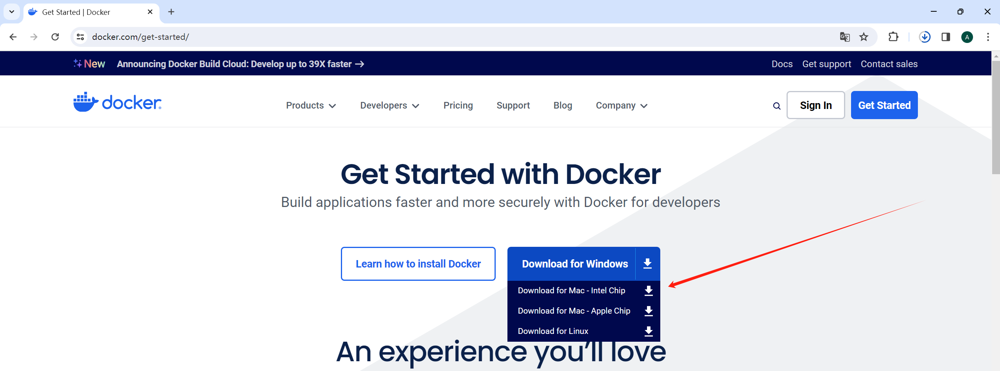 Get Started | Docker
docker.com/get-started/
A
New Announcing Docker Build Cloud: Develop up to 39X faster → Docs Get support Contact sales
docker® Products Developers Pricing Support Blog Company Sign In Get Started
Get Started with Docker
Build applications faster and more securely with Docker for developers
Learn how to install Docker Download for Windows
Download for Mac - Intel Chip
Download for Mac - Apple Chip
Download for Linux
An experience you’ll love